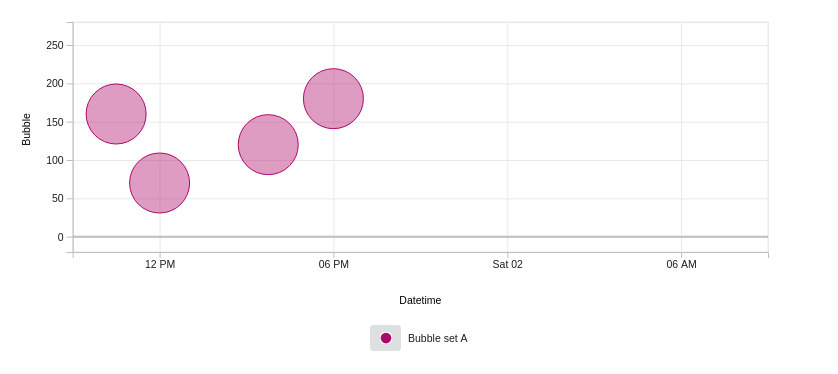 Bubble
250
200
150
100
50
0
12 PM
06 PM
Sat 02
06 AM
Datetime
Bubble set A